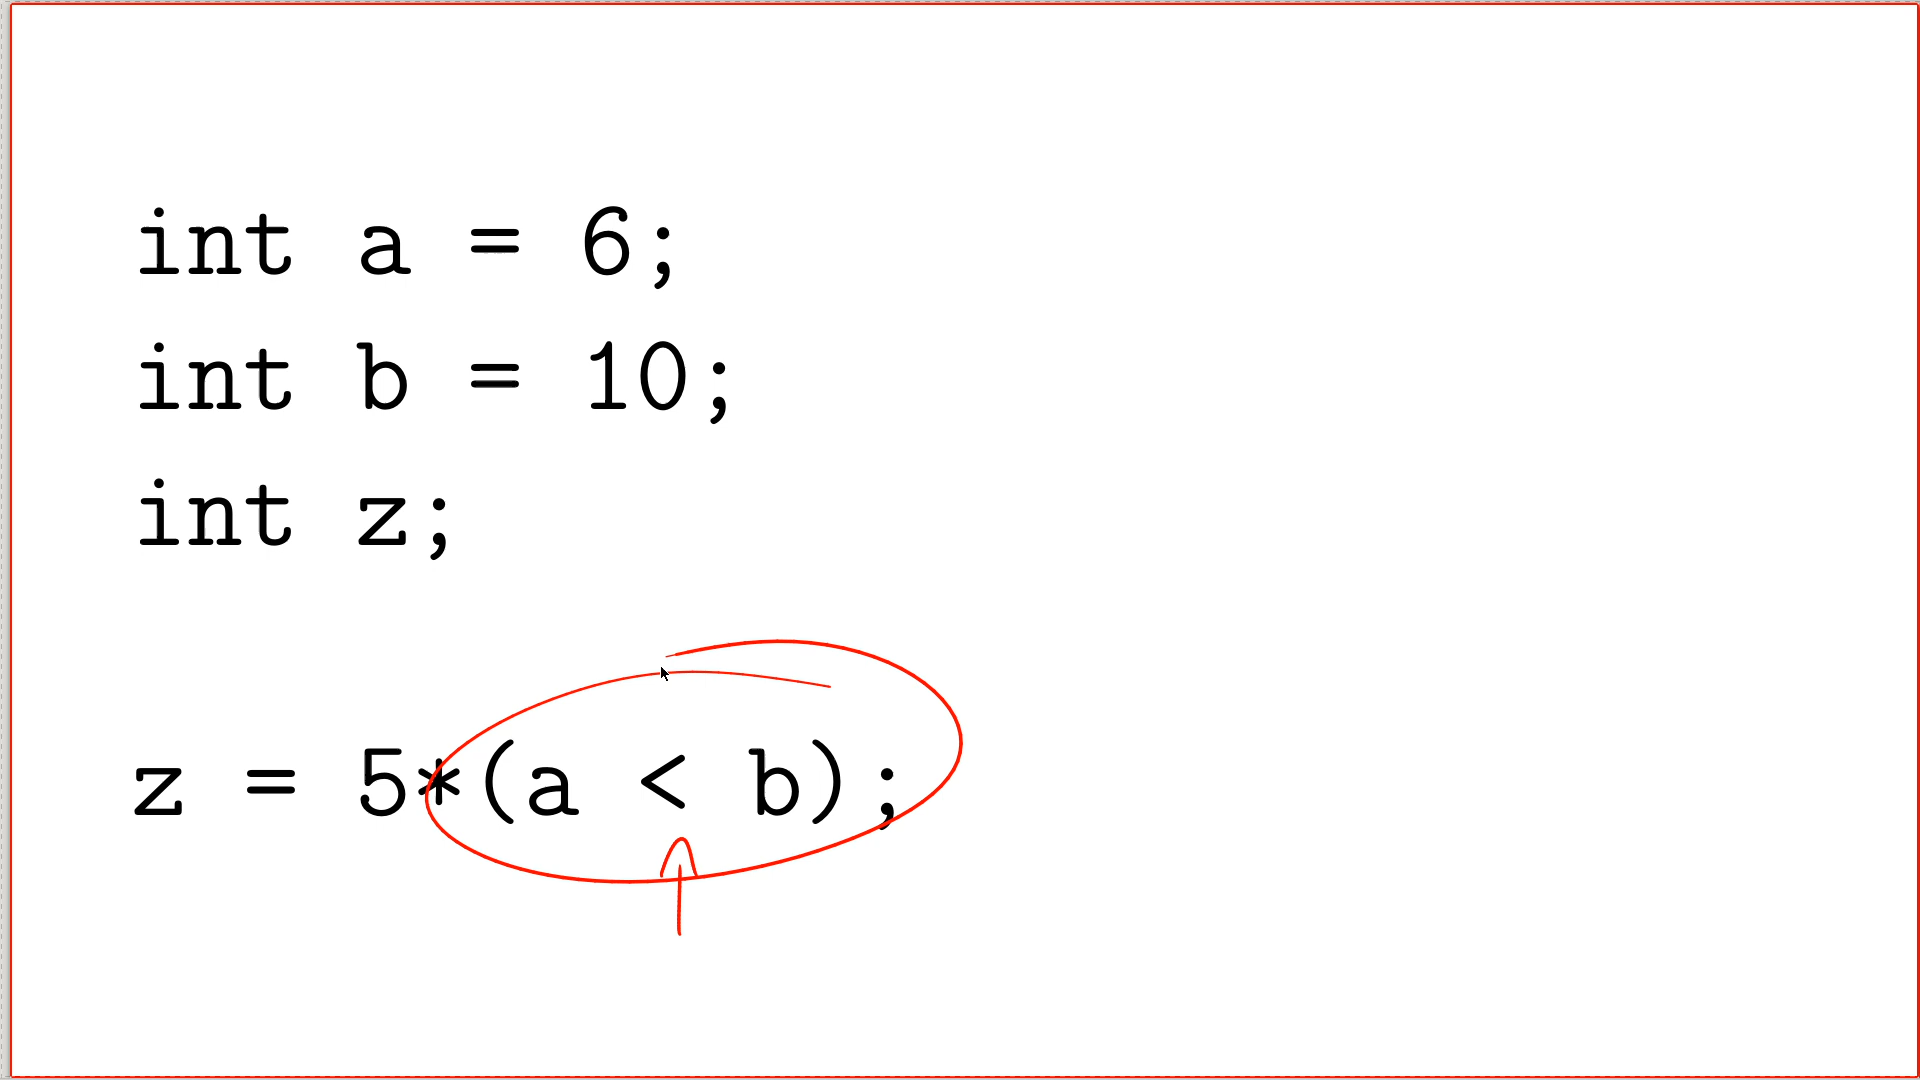 int a = 6;
int b = 10;
int z;
z = 5*(a < b);